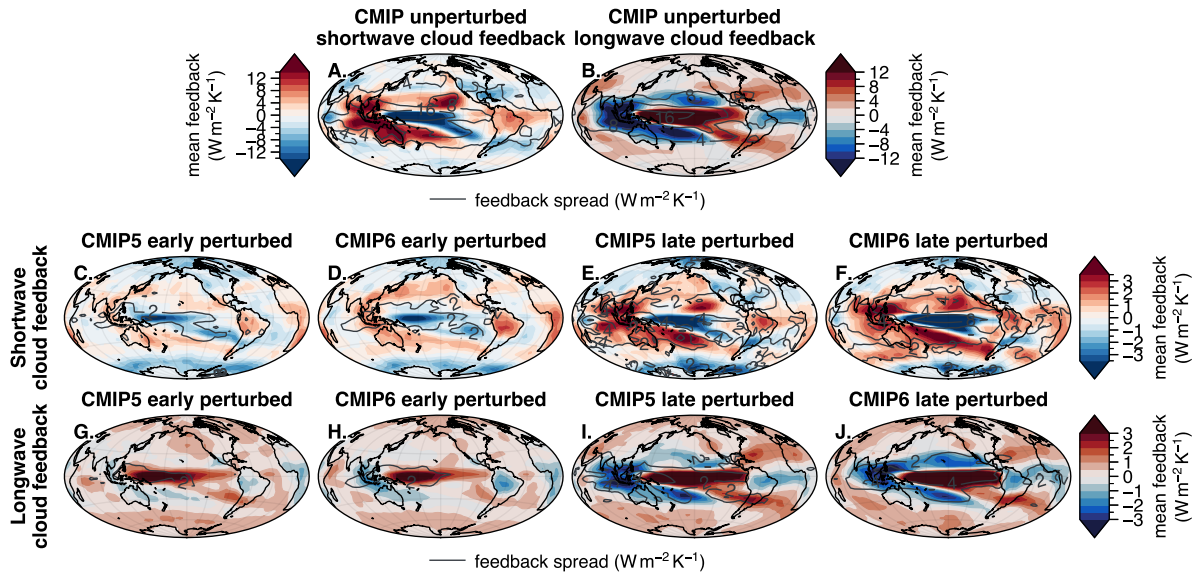 CMIP unperturbed
shortwave cloud feedback
CMIP unperturbed
longwave cloud feedback
A.
B.
mean feedback
(W m−2 K−1)
12
8
4
0
−4
−8
−12
12
8
4
0
−4
−8
−12
mean feedback
(W m−2 K−1)
feedback spread (W m−2 K−1)
Shortwave
cloud feedback
CMIP5 early perturbed
CMIP6 early perturbed
CMIP5 late perturbed
CMIP6 late perturbed
C.
D.
E.
F.
3
2
1
0
−1
−2
−3
mean feedback
(W m−2 K−1)
Longwave
cloud feedback
CMIP5 early perturbed
CMIP6 early perturbed
CMIP5 late perturbed
CMIP6 late perturbed
G.
H.
I.
J.
3
2
1
0
−1
−2
−3
mean feedback
(W m−2 K−1)
feedback spread (W m−2 K−1)